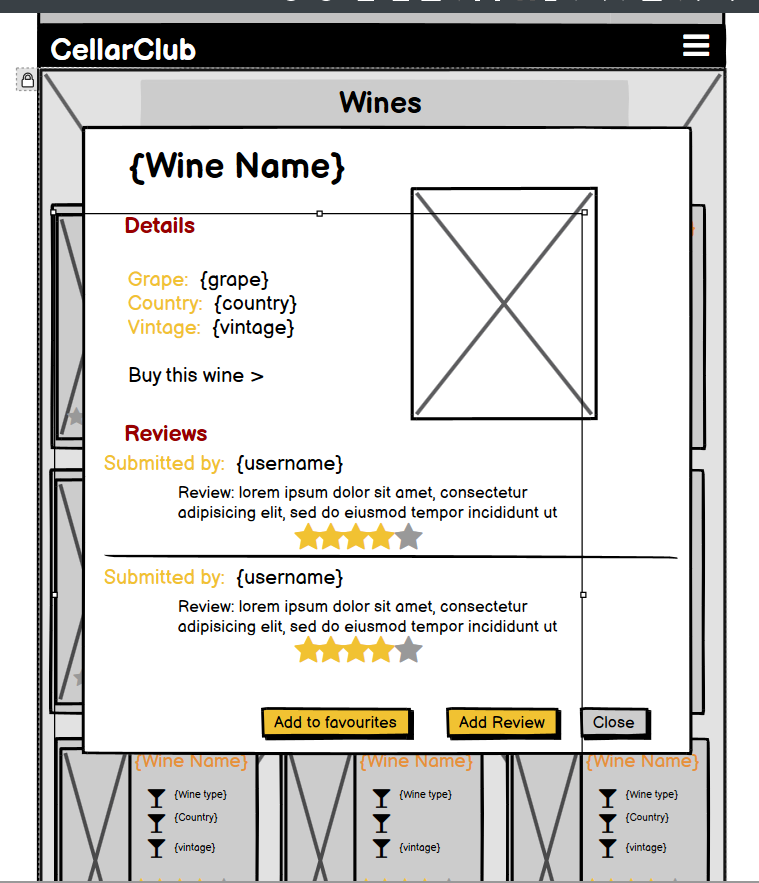 CellarClub
Wines
{Wine Name}
Details
Grape: {grape}
Country: {country}
Vintage: {vintage}
Buy this wine >
Reviews
Submitted by: {username}
Review: lorem ipsum dolor sit amet, consectetur
adipisicing elit, sed do eiusmod tempor incididunt ut
Submitted by: {username}
Review: lorem ipsum dolor sit amet, consectetur
adipisicing elit, sed do eiusmod tempor incididunt ut
Add to favourites Add Review Close
{Wine Name} {Wine Name} {Wine Name}
{Wine type} {Wine type} {Wine type}
{Country} {Country}
{vintage} {vintage} {vintage}